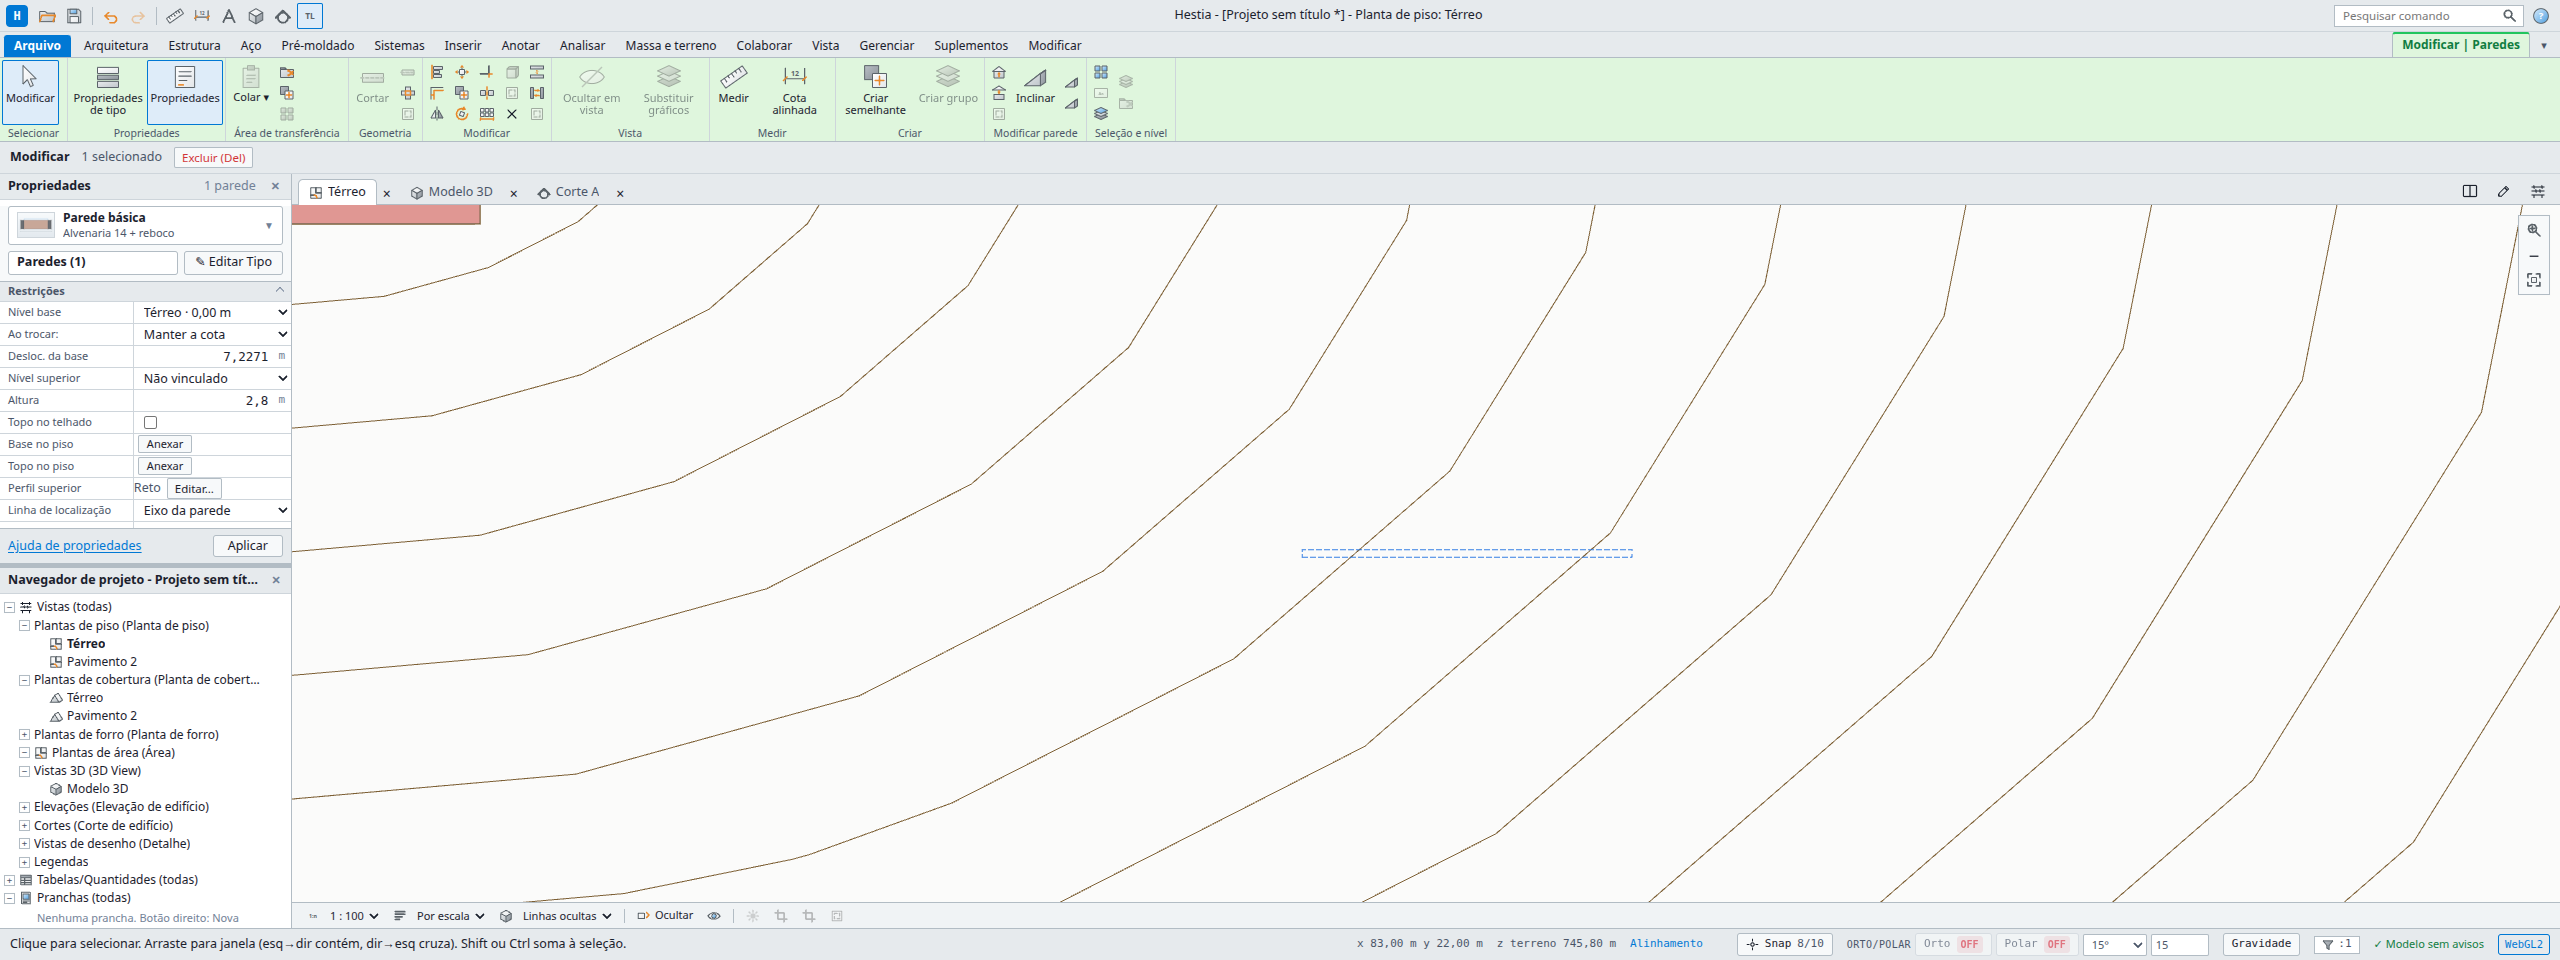 H
TL
Hestia - [Projeto sem título *] - Planta de piso: Térreo
Pesquisar comando
?
Arquivo Arquitetura Estrutura Aço Pré-moldado Sistemas Inserir Anotar Analisar Massa e terreno Colaborar Vista Gerenciar Suplementos Modificar
Modificar | Paredes
Modificar
Propriedades de tipo
Propriedades
Colar
Cortar
Ocultar em vista
Substituir gráficos
Medir
12
Cota alinhada
Criar semelhante
Criar grupo
Inclinar
Selecionar Propriedades Área de transferência Geometria Modificar Vista Medir Criar Modificar parede Seleção e nível
Modificar 1 selecionado Excluir (Del)
Propriedades 1 parede ×
Parede básica
Alvenaria 14 + reboco
Paredes (1) ✎ Editar Tipo
Restrições
Nível base Térreo · 0,00 m
Ao trocar: Manter a cota
Desloc. da base 7,2271 m
Nível superior Não vinculado
Altura 2,8 m
Topo no telhado
Base no piso Anexar
Topo no piso Anexar
Perfil superior Reto Editar...
Linha de localização Eixo da parede
Ajuda de propriedades Aplicar
Navegador de projeto - Projeto sem tít... ×
Vistas (todas)
Plantas de piso (Planta de piso)
Térreo
Pavimento 2
Plantas de cobertura (Planta de cobert...
Térreo
Pavimento 2
Plantas de forro (Planta de forro)
Plantas de área (Área)
Vistas 3D (3D View)
Modelo 3D
Elevações (Elevação de edifício)
Cortes (Corte de edifício)
Vistas de desenho (Detalhe)
Legendas
Tabelas/Quantidades (todas)
Pranchas (todas)
Nenhuma prancha. Botão direito: Nova
Térreo × Modelo 3D × Corte A ×
1 : 100 Por escala Linhas ocultas Ocultar
Clique para selecionar. Arraste para janela (esq→dir contém, dir→esq cruza). Shift ou Ctrl soma à seleção.
x 83,00 m y 22,00 m z terreno 745,80 m Alinhamento
Snap 8/10 ORTO/POLAR Orto OFF Polar OFF 15° 15 Gravidade :1 ✓ Modelo sem avisos WebGL2